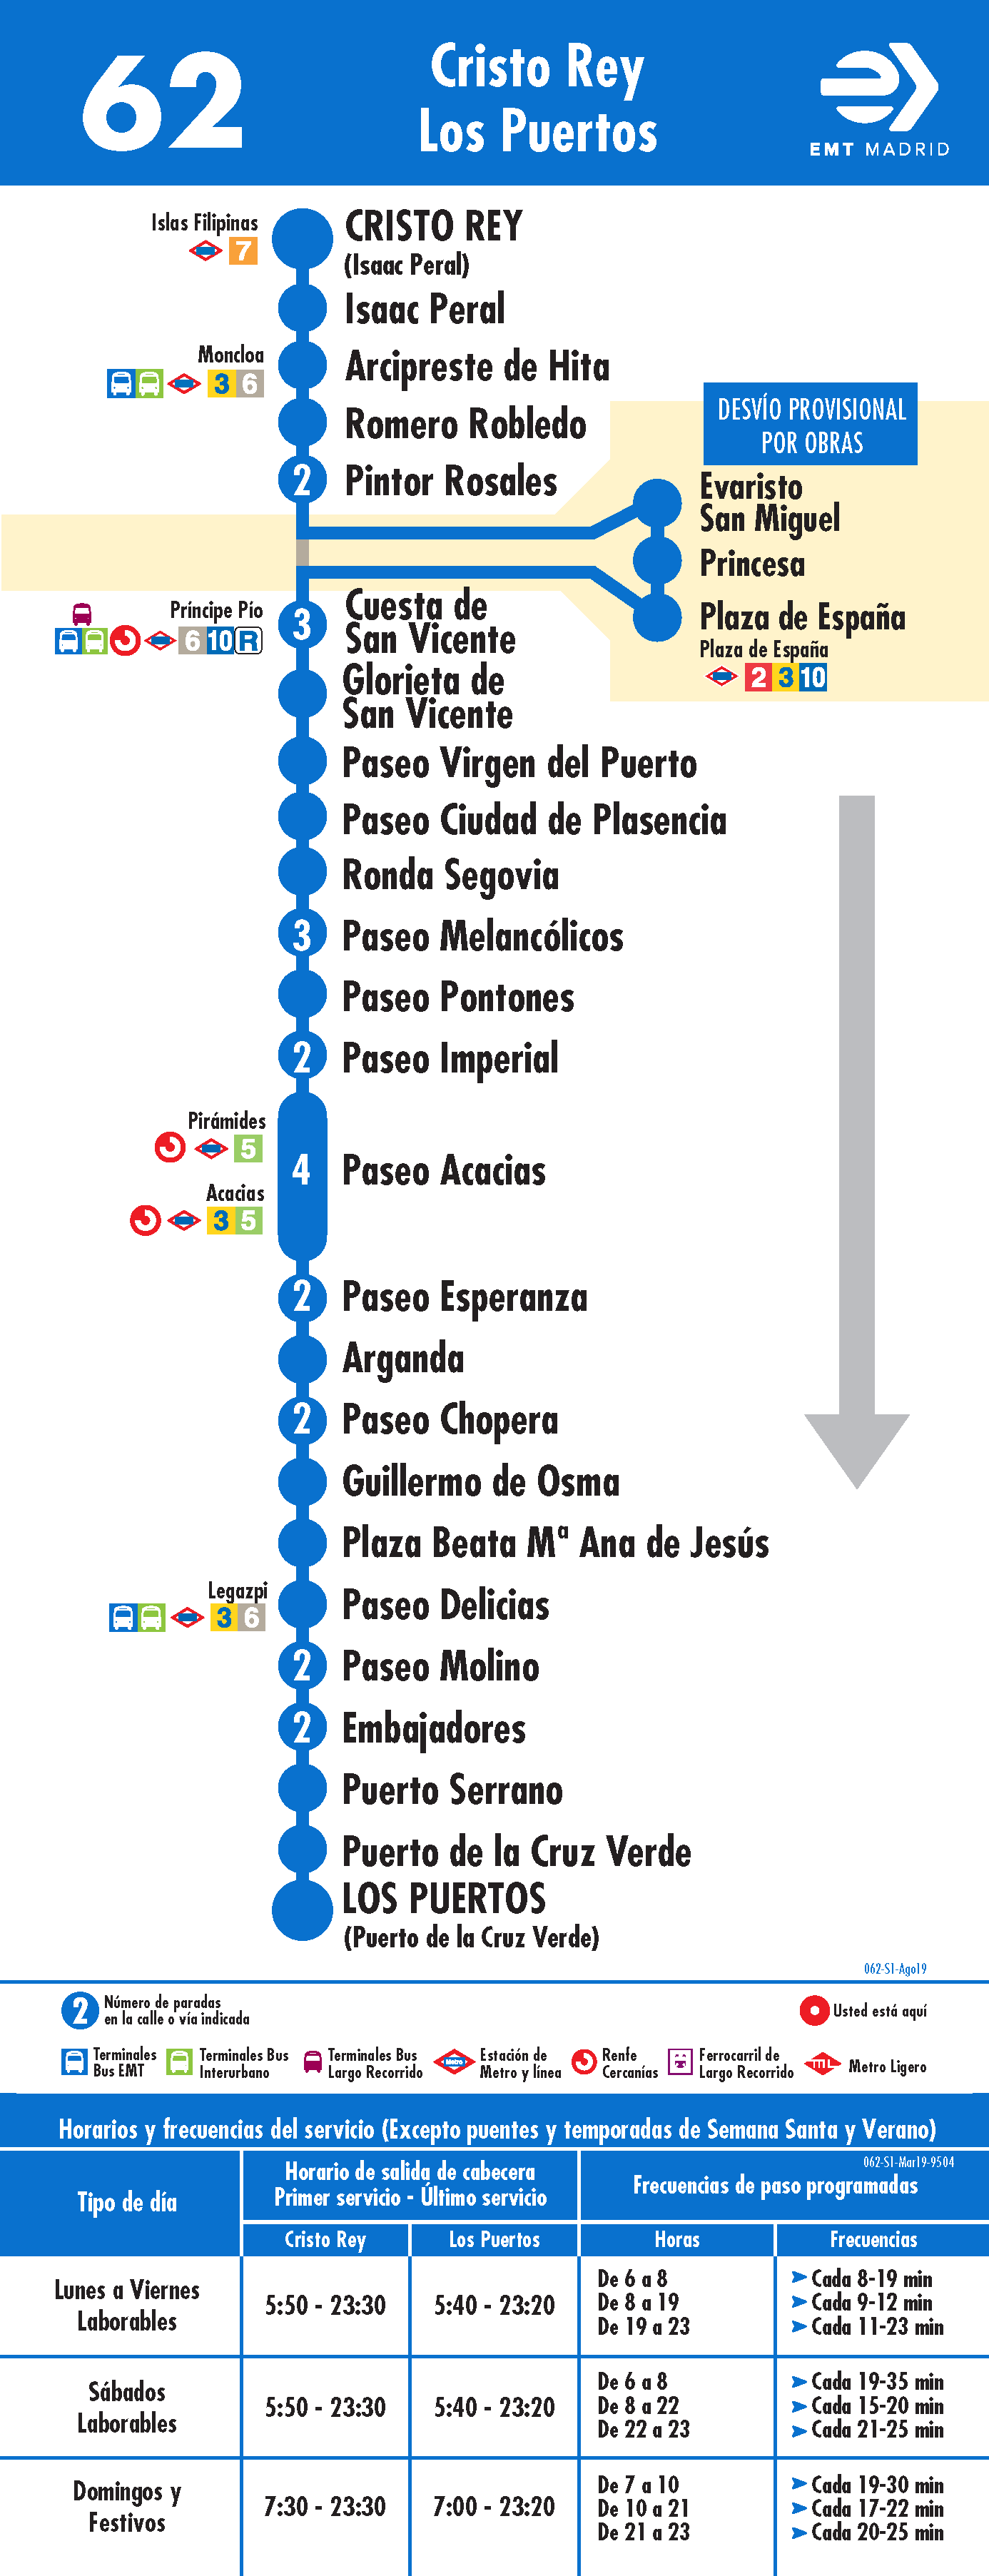 62
Cristo Rey
Los Puertos
EMT MADRID
Islas Filipinas
7
CRISTO REY
(Isaac Peral)
Isaac Peral
Moncloa
3 6
Arcipreste de Hita
Romero Robledo
DESVÍO PROVISIONAL
POR OBRAS
2 Pintor Rosales
Evaristo
San Miguel
Princesa
Plaza de España
Plaza de España
2 3 10
Príncipe Pío
6 10 R
3 Cuesta de
San Vicente
Glorieta de
San Vicente
Paseo Virgen del Puerto
Paseo Ciudad de Plasencia
Ronda Segovia
3 Paseo Melancólicos
Paseo Pontones
2 Paseo Imperial
Pirámides
5
4 Paseo Acacias
Acacias
3 5
2 Paseo Esperanza
Arganda
2 Paseo Chopera
Guillermo de Osma
Plaza Beata Mª Ana de Jesús
Legazpi
3 6
Paseo Delicias
2 Paseo Molino
2 Embajadores
Puerto Serrano
Puerto de la Cruz Verde
LOS PUERTOS
(Puerto de la Cruz Verde)
062-S1-Ago19
2 Número de paradas
en la calle o vía indicada
Usted está aquí
Terminales
Bus EMT
Terminales Bus
Interurbano
Terminales Bus
Largo Recorrido
Metro
Estación de
Metro y línea
Renfe
Cercanías
Ferrocarril de
Largo Recorrido
mL
Metro Ligero
Horarios y frecuencias del servicio (Excepto puentes y temporadas de Semana Santa y Verano)
062-S1-Mar19-9504
Tipo de día
Horario de salida de cabecera
Primer servicio - Último servicio
Frecuencias de paso programadas
Cristo Rey Los Puertos Horas Frecuencias
Lunes a Viernes
Laborables
5:50 - 23:30 5:40 - 23:20
De 6 a 8 Cada 8-19 min
De 8 a 19 Cada 9-12 min
De 19 a 23 Cada 11-23 min
Sábados
Laborables
5:50 - 23:30 5:40 - 23:20
De 6 a 8 Cada 19-35 min
De 8 a 22 Cada 15-20 min
De 22 a 23 Cada 21-25 min
Domingos y
Festivos
7:30 - 23:30 7:00 - 23:20
De 7 a 10 Cada 19-30 min
De 10 a 21 Cada 17-22 min
De 21 a 23 Cada 20-25 min